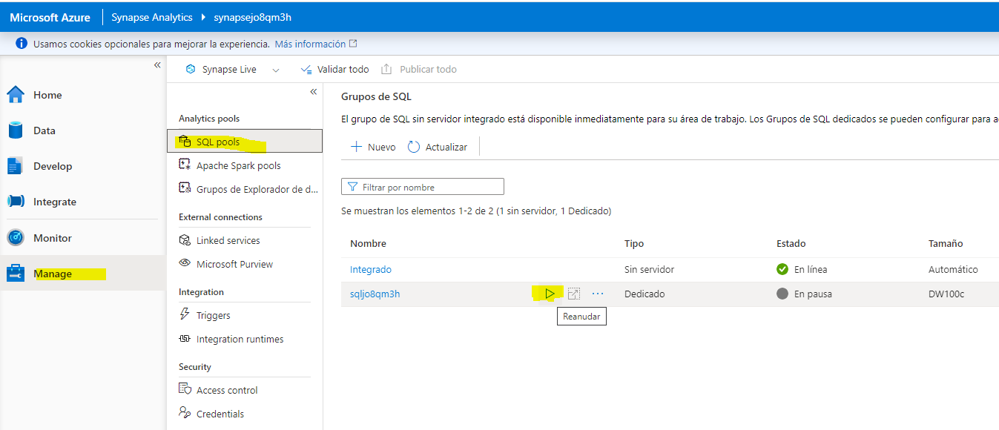 Microsoft Azure
Synapse Analytics
synapsejo8qm3h
Usamos cookies opcionales para mejorar la experiencia. Más información
Home
Data
Develop
Integrate
Monitor
Manage
Synapse Live
Validar todo
Publicar todo
Analytics pools
SQL pools
Apache Spark pools
Grupos de Explorador de d...
External connections
Linked services
Microsoft Purview
Integration
Triggers
Integration runtimes
Security
Access control
Credentials
Grupos de SQL
El grupo de SQL sin servidor integrado está disponible inmediatamente para su área de trabajo. Los Grupos de SQL dedicados se pueden configurar para
Nuevo
Actualizar
Filtrar por nombre
Se muestran los elementos 1-2 de 2 (1 sin servidor, 1 Dedicado)
Nombre Tipo Estado Tamaño
Integrado Sin servidor En línea Automático
sqljo8qm3h Dedicado En pausa DW100c
Reanudar